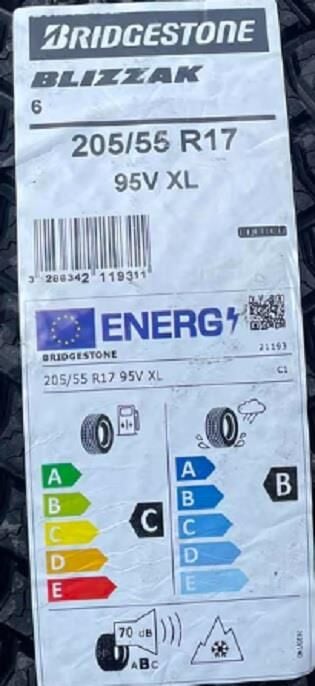 BRIDGESTONE
BLIZZAK
6
205/55 R17
95V XL
3 286342 119311
ENERG
BRIDGESTONE
21193
205/55 R17 95V XL
C1
A
B
C
D
E
C
A
B
C
D
E
B
70 dB
ABC